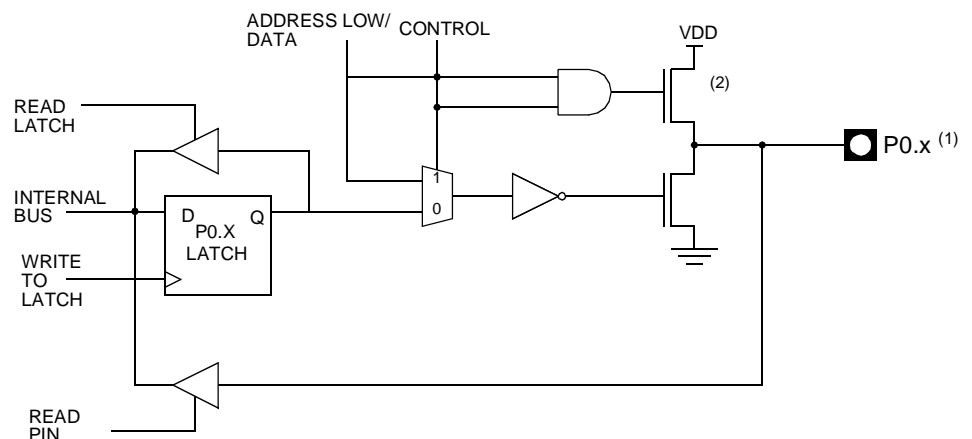 ADDRESS LOW/
DATA
CONTROL
VDD
(2)
READ
LATCH
P0.x (1)
1
INTERNAL
BUS
0
D
Q
P0.X
LATCH
WRITE
TO
LATCH
READ
PIN